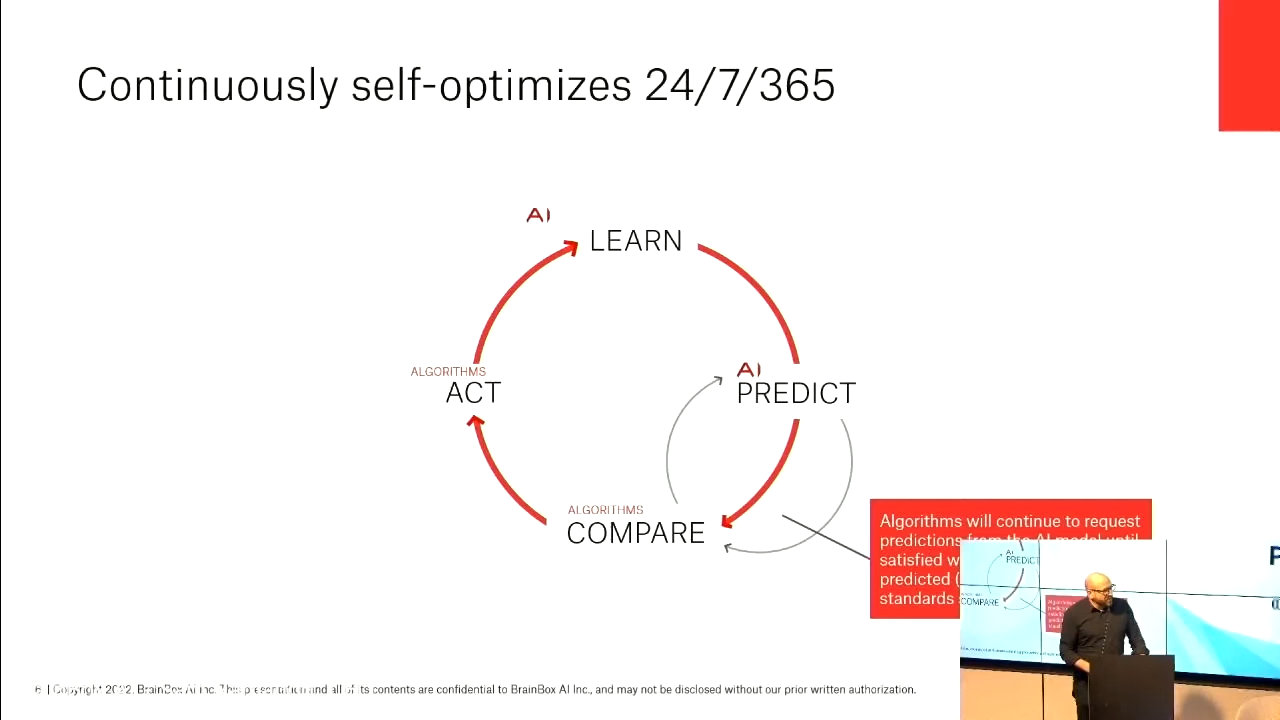 Continuously self-optimizes 24/7/365
AI
LEARN
ALGORITHMS
ACT
AI
PREDICT
ALGORITHMS
COMPARE
Algorithms will continue to request
predictions from the AI model until
satisfied
predicted (
standards
6 | Copyright 2022. BrainBox AI Inc. This presentation and all of its contents are confidential to BrainBox AI Inc., and may not be disclosed without our prior written authorization.
AI
PREDICT
COMPARE
P